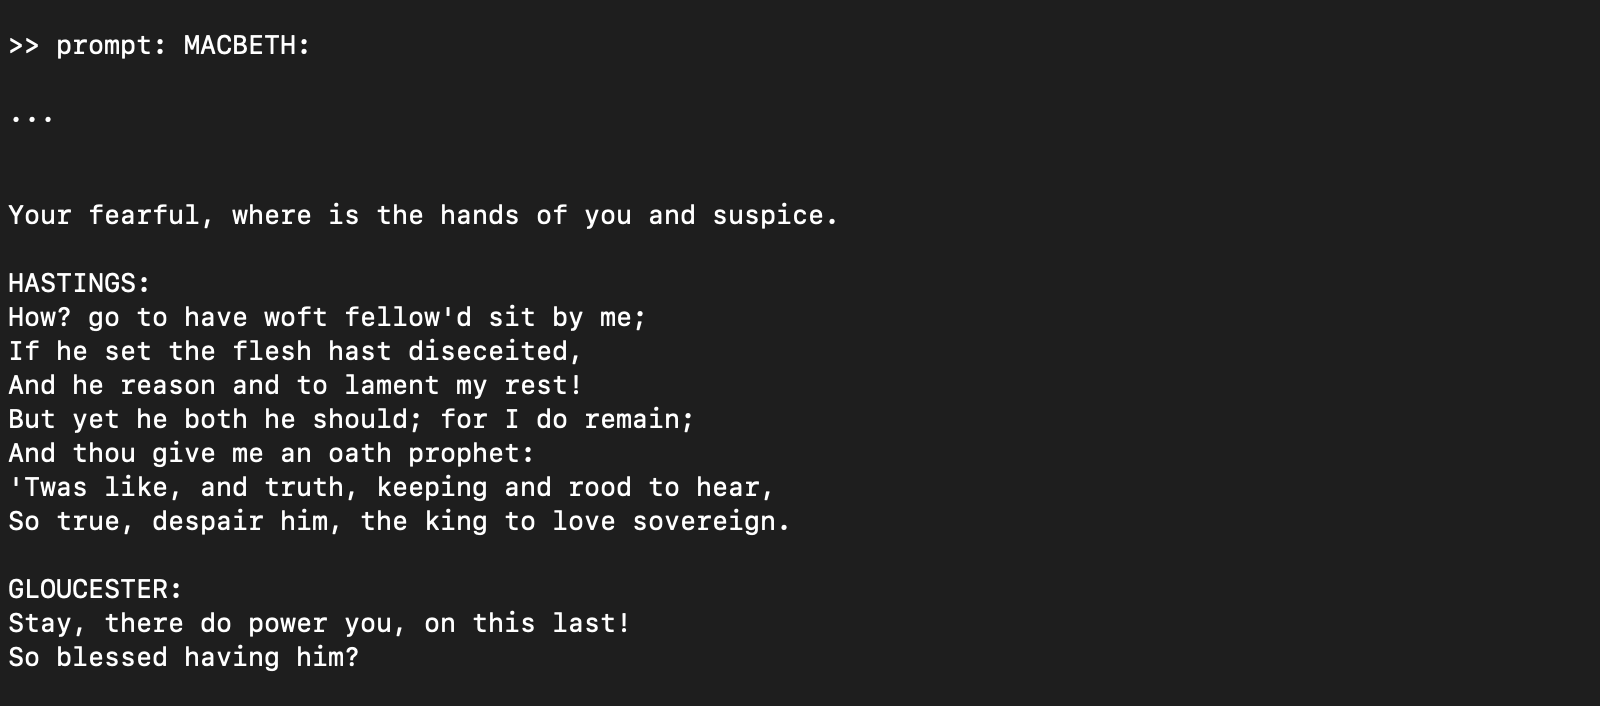 >> prompt: MACBETH:
...
Your fearful, where is the hands of you and suspice.
HASTINGS:
How? go to have woft fellow'd sit by me;
If he set the flesh hast diseceited,
And he reason and to lament my rest!
But yet he both he should; for I do remain;
And thou give me an oath prophet:
'Twas like, and truth, keeping and rood to hear,
So true, despair him, the king to love sovereign.
GLOUCESTER:
Stay, there do power you, on this last!
So blessed having him?